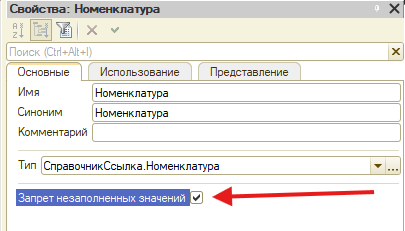 Свойства: Номенклатура
Поиск (Ctrl+Alt+I)
Основные Использование Представление
Имя Номенклатура
Синоним Номенклатура
Комментарий
Тип СправочникСсылка.Номенклатура ...
Запрет незаполненных значений